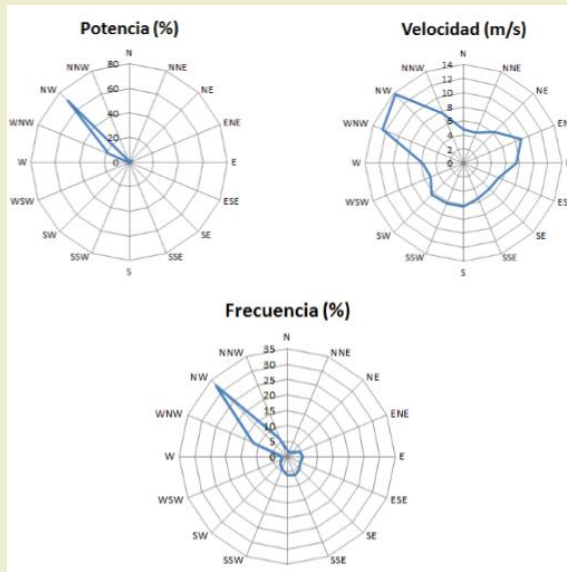 Potencia (%)
N
NNE
NE
ENE
E
ESE
SE
SSE
S
SSW
SW
WSW
W
WNW
NW
NNW
80
60
40
20
0
Velocidad (m/s)
N
NNE
NE
ENE
ESE
SE
SSE
S
SSW
SW
WSW
W
WNW
NW
NNW
14
12
10
8
6
4
2
0
Frecuencia (%)
N
NNE
NE
ENE
E
ESE
SE
SSE
SSW
SW
WSW
W
WNW
NW
NNW
35
30
25
20
15
10
5
0